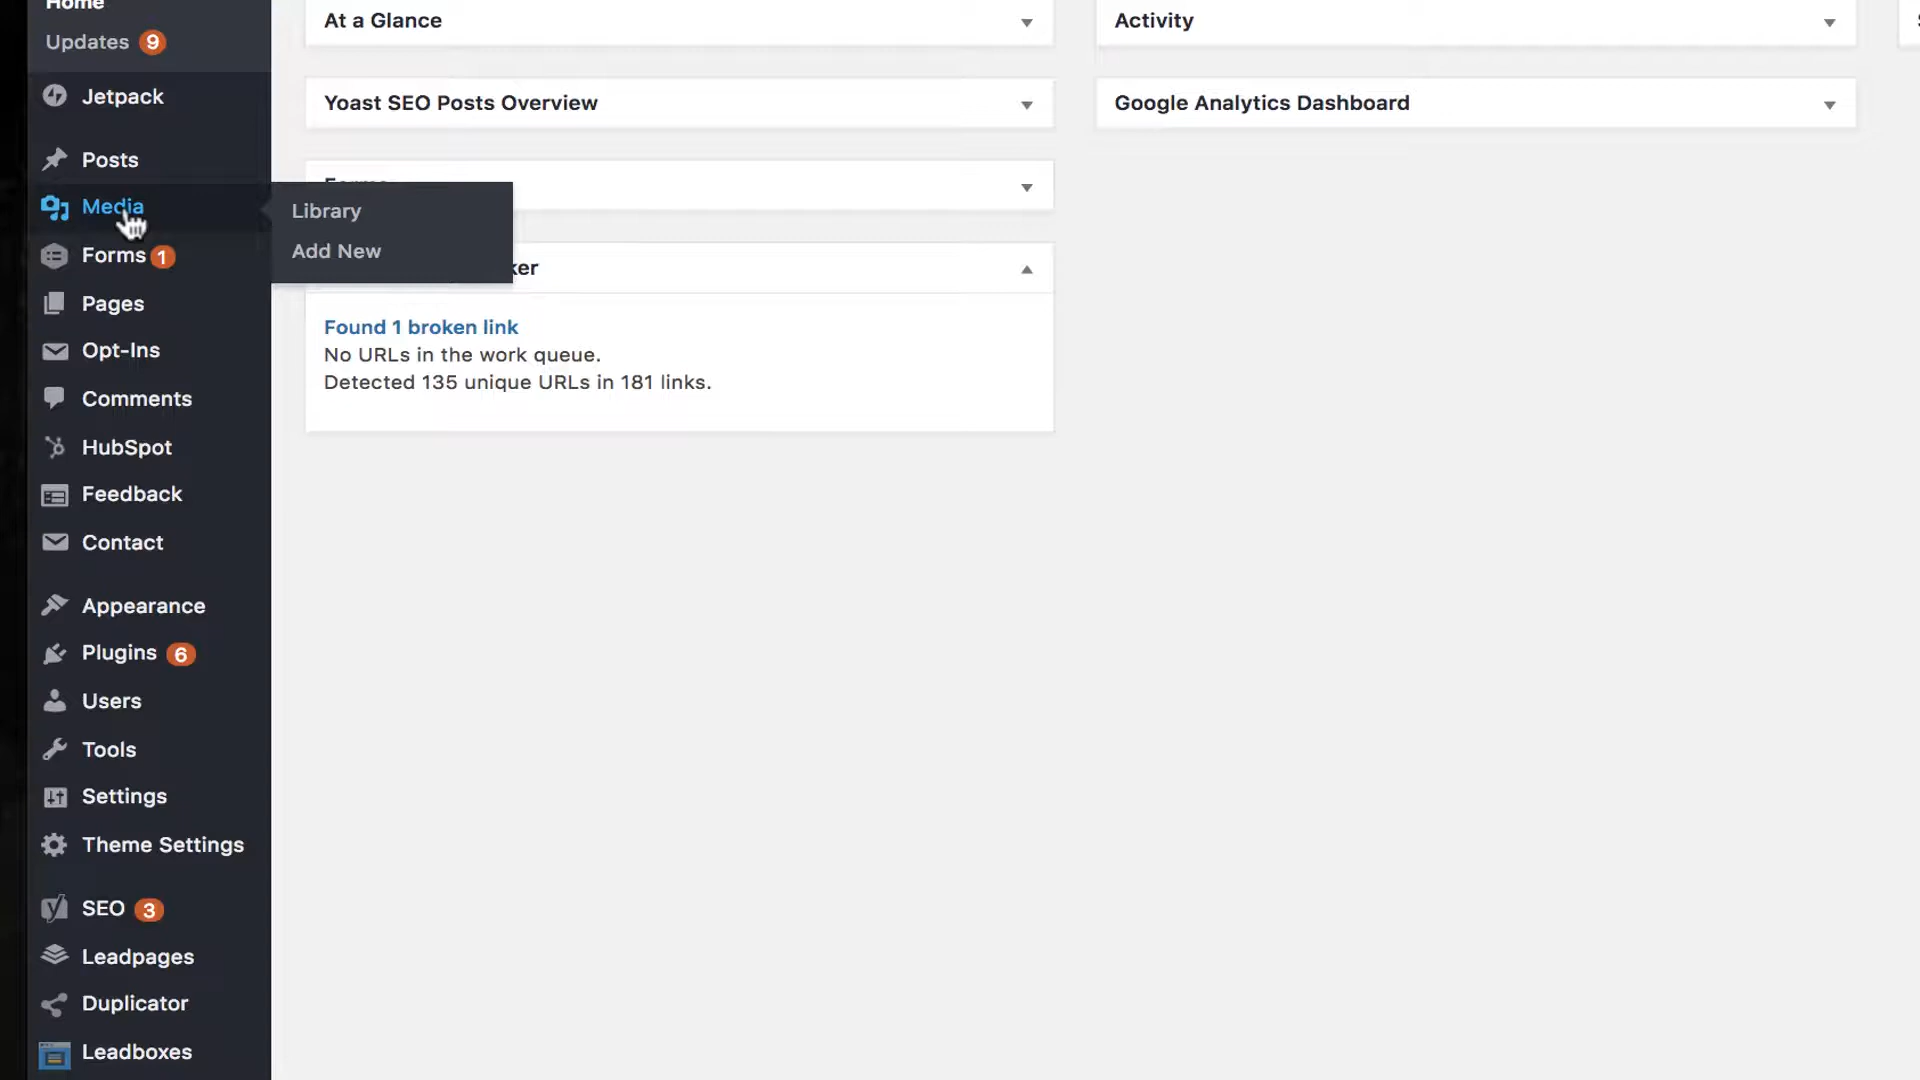 Home
Updates 9
Jetpack
Posts
Media
Forms 1
Pages
Opt-Ins
Comments
HubSpot
Feedback
Contact
Appearance
Plugins 6
Users
Tools
Settings
Theme Settings
SEO 3
Leadpages
Duplicator
Leadboxes
Library
Add New
At a Glance
Yoast SEO Posts Overview
ker
Found 1 broken link
No URLs in the work queue.
Detected 135 unique URLs in 181 links.
Activity
Google Analytics Dashboard